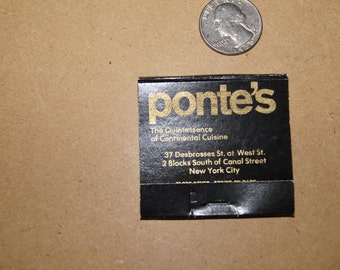 ponte's
The Quintessence
of Continental Cuisine
37 Desbrosses St. at West St.
2 Blocks South of Canal Street
New York City